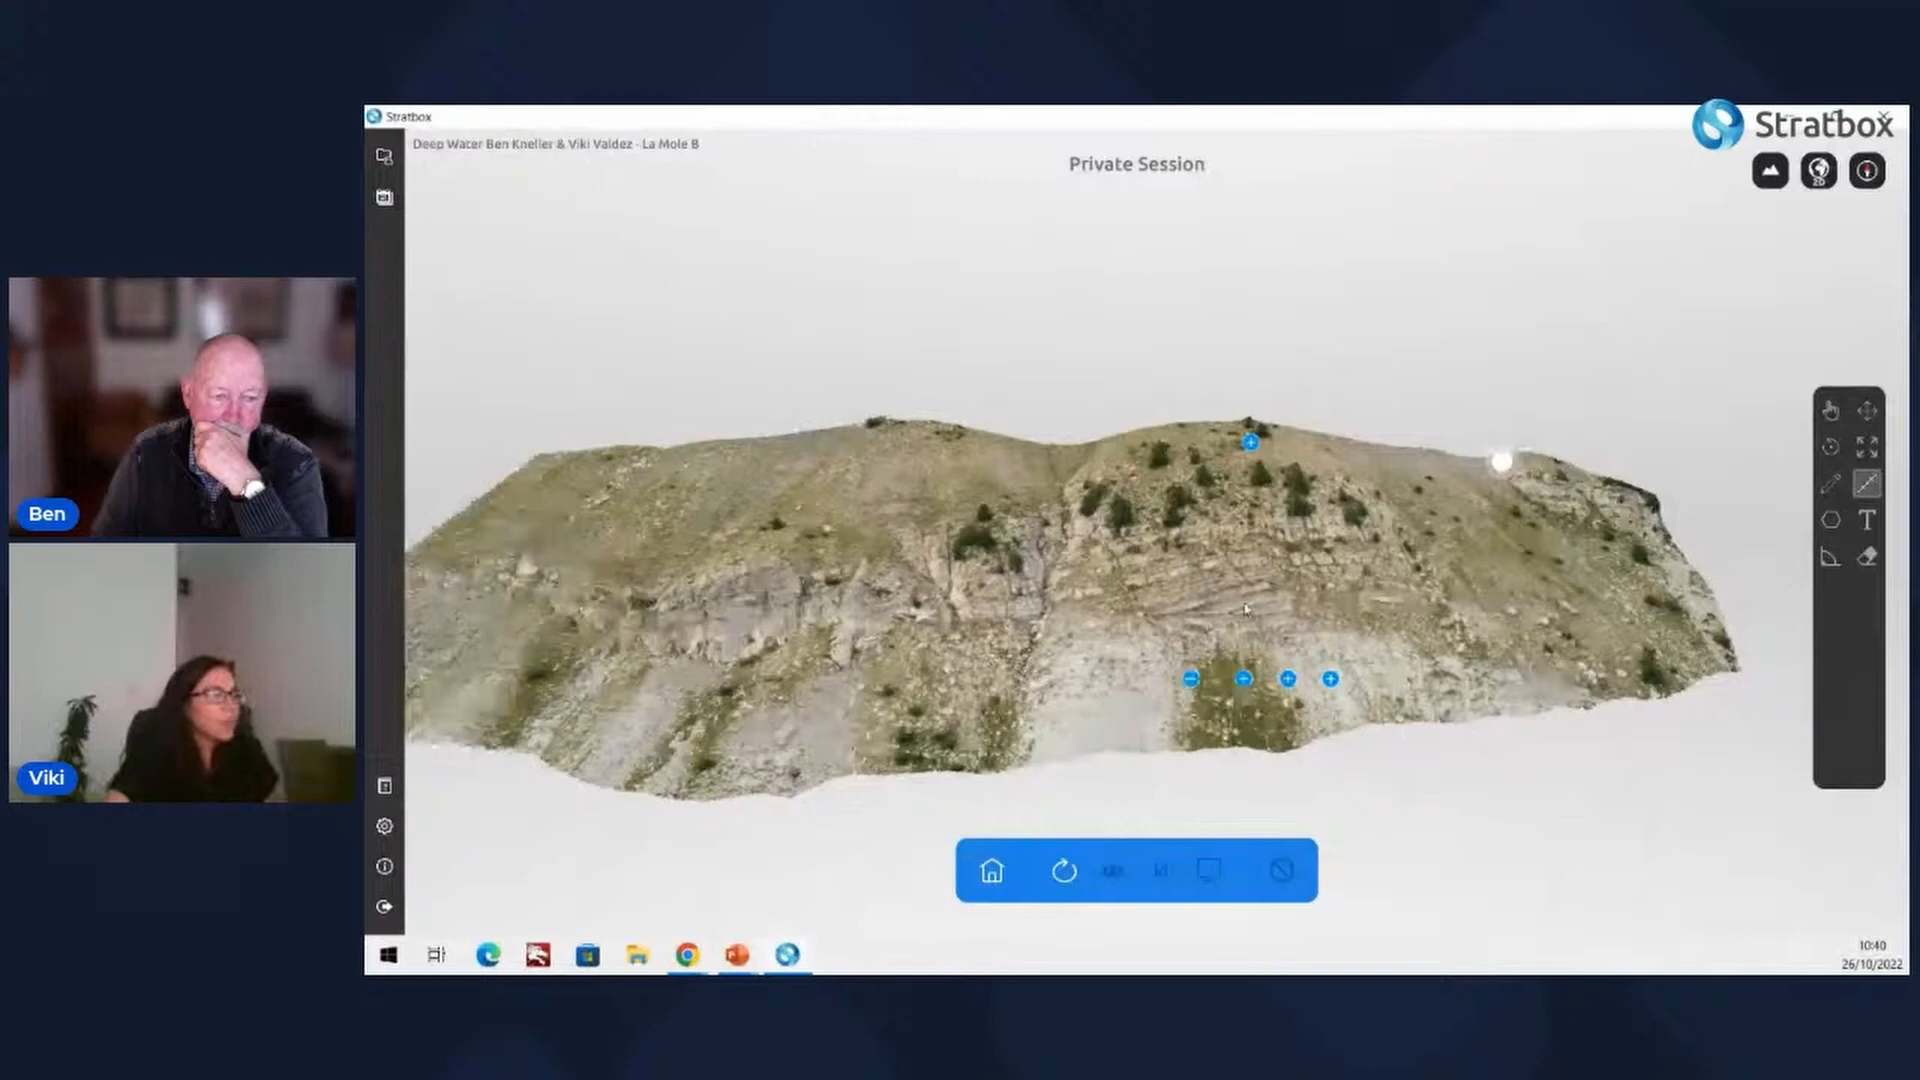 Stratbox
Stratbox
Deep Water Ben Kneller & Viki Valdez - La Mole B
Private Session
2D
Ben
T
Viki
10:40
26/10/2022